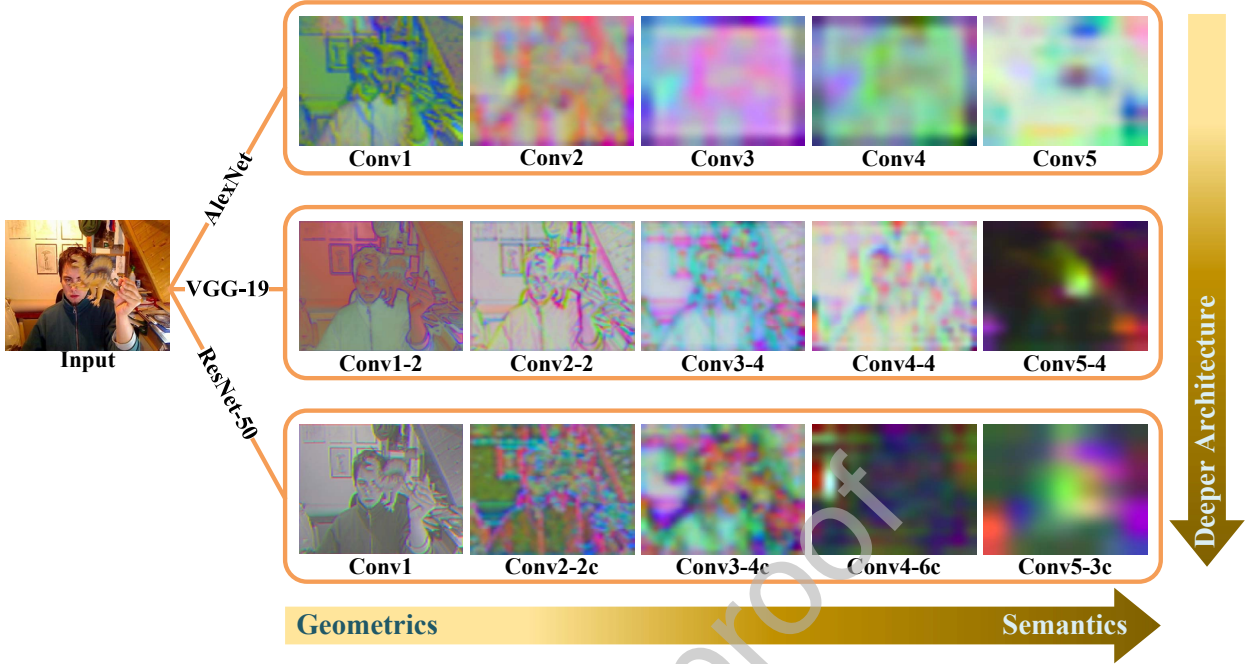 AlexNet
Conv1 Conv2 Conv3 Conv4 Conv5
Input
VGG-19
Conv1-2 Conv2-2 Conv3-4 Conv4-4 Conv5-4
ResNet-50
Conv1 Conv2-2c Conv3-4c Conv4-6c Conv5-3c
Geometrics Semantics
Deeper Architecture
proof